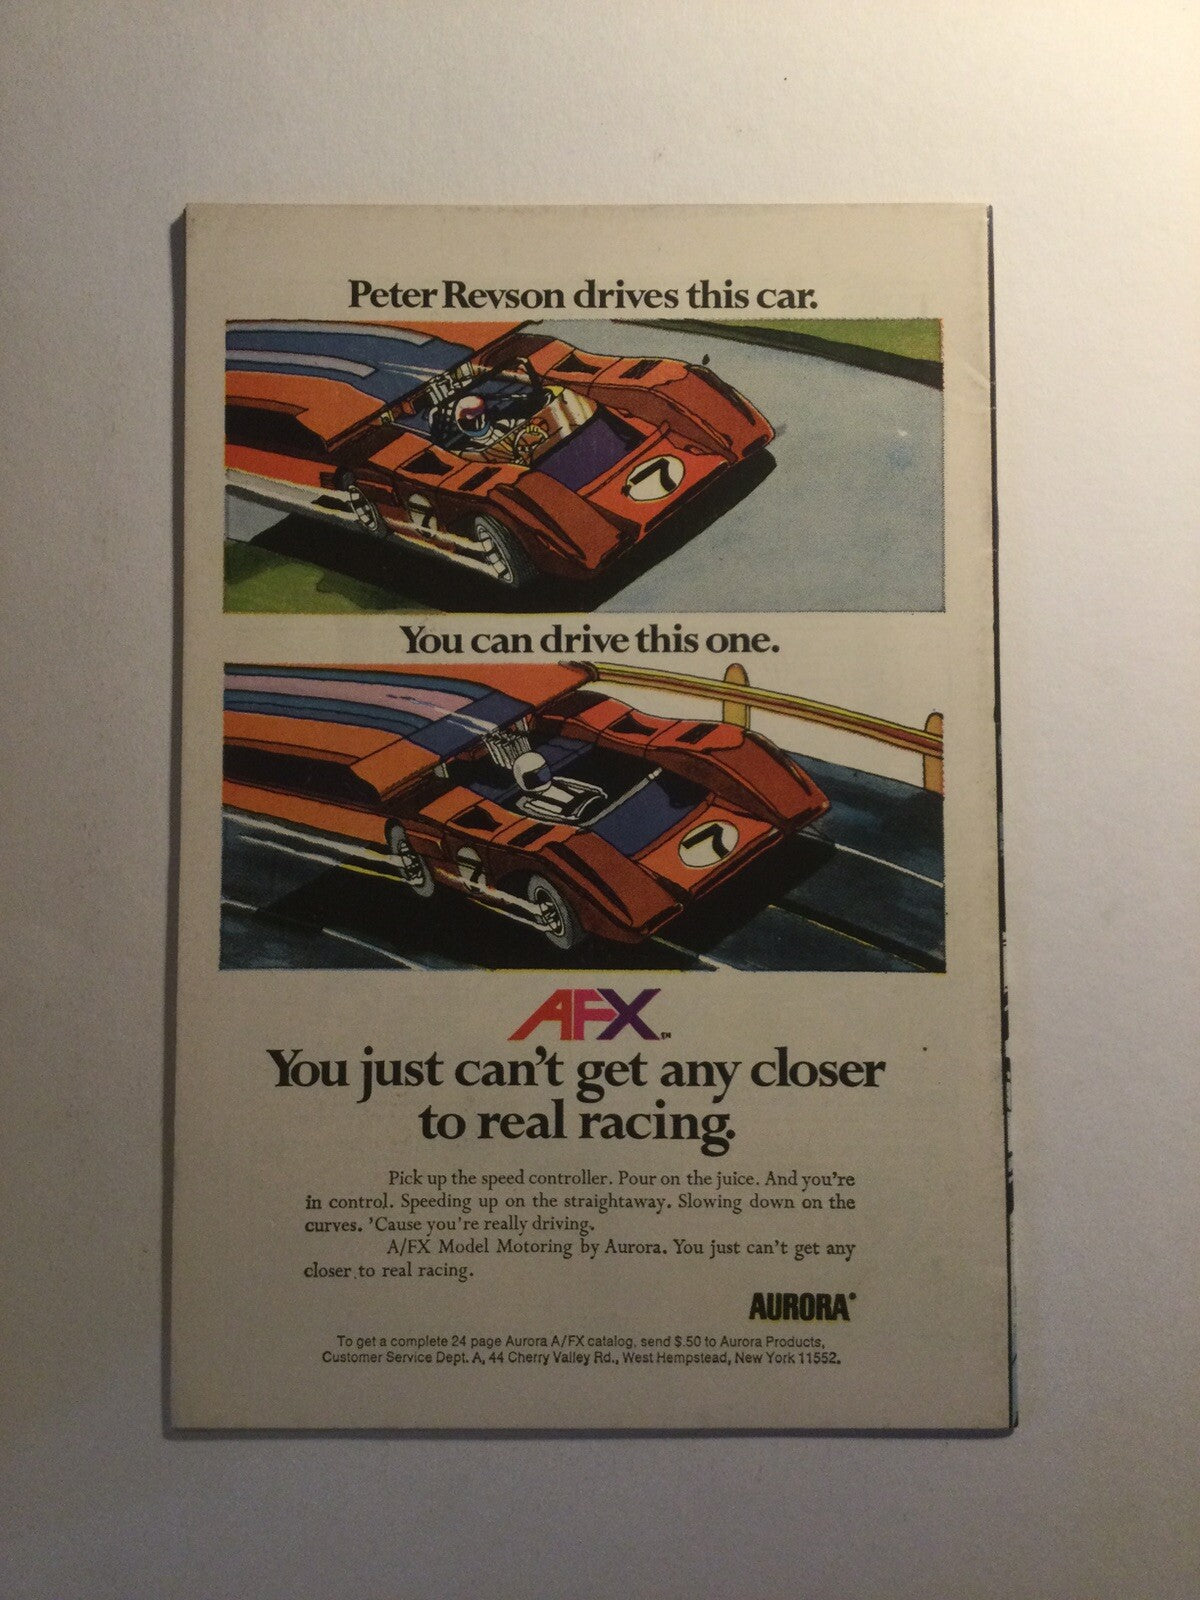 Peter Revson drives this car.
7
7
You can drive this one.
7
7
AFX™
You just can't get any closer
to real racing.
Pick up the speed controller. Pour on the juice. And you're
in control. Speeding up on the straightaway. Slowing down on the
curves. 'Cause you're really driving.
A/FX Model Motoring by Aurora. You just can't get any
closer to real racing.
AURORA®
To get a complete 24 page Aurora A/FX catalog, send $.50 to Aurora Products,
Customer Service Dept. A, 44 Cherry Valley Rd., West Hempstead, New York 11552.